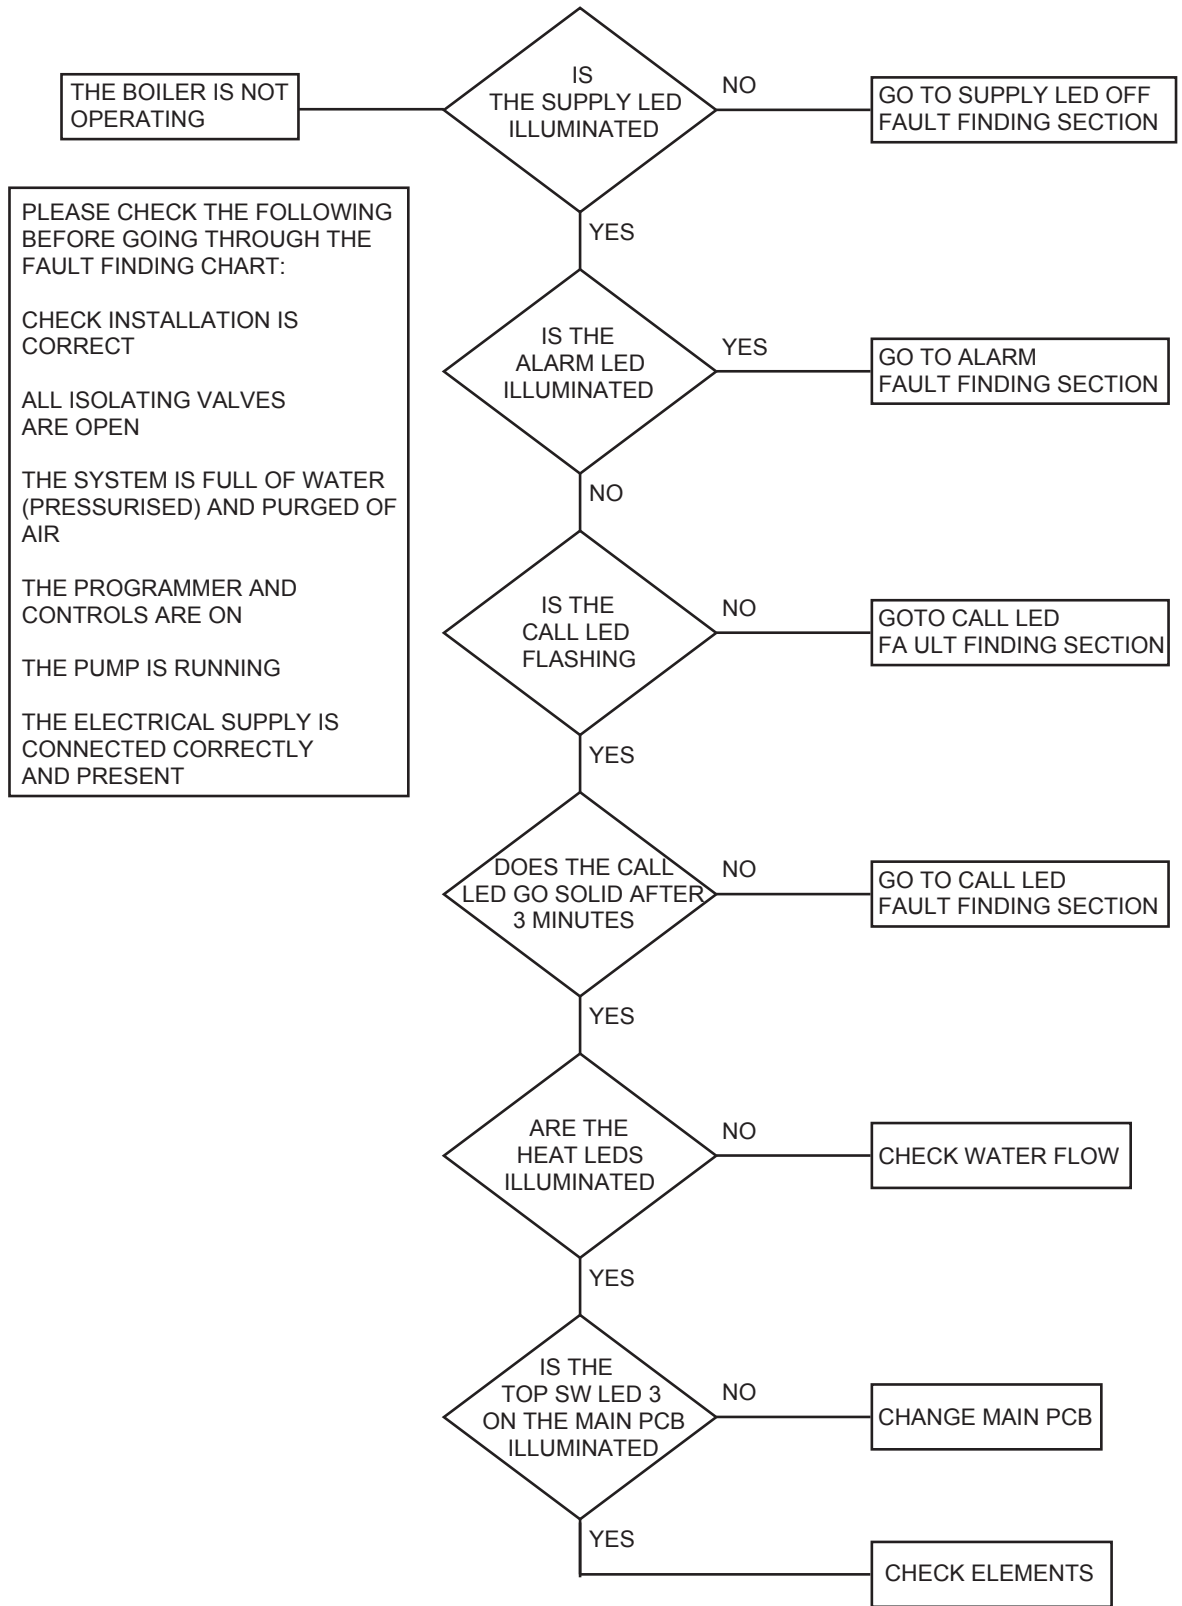 THE BOILER IS NOT
OPERATING
IS
THE SUPPLY LED
ILLUMINATED
NO
GO TO SUPPLY LED OFF
FAULT FINDING SECTION
PLEASE CHECK THE FOLLOWING
BEFORE GOING THROUGH THE
FAULT FINDING CHART:
CHECK INSTALLATION IS
CORRECT
ALL ISOLATING VALVES
ARE OPEN
THE SYSTEM IS FULL OF WATER
(PRESSURISED) AND PURGED OF
AIR
THE PROGRAMMER AND
CONTROLS ARE ON
THE PUMP IS RUNNING
THE ELECTRICAL SUPPLY IS
CONNECTED CORRECTLY
AND PRESENT
YES
IS THE
ALARM LED
ILLUMINATED
YES
GO TO ALARM
FAULT FINDING SECTION
NO
IS THE
CALL LED
FLASHING
NO
GOTO CALL LED
FA ULT FINDING SECTION
YES
DOES THE CALL
LED GO SOLID AFTER
3 MINUTES
NO
GO TO CALL LED
FAULT FINDING SECTION
YES
ARE THE
HEAT LEDS
ILLUMINATED
NO
CHECK WATER FLOW
YES
IS THE
TOP SW LED 3
ON THE MAIN PCB
ILLUMINATED
NO
CHANGE MAIN PCB
YES
CHECK ELEMENTS